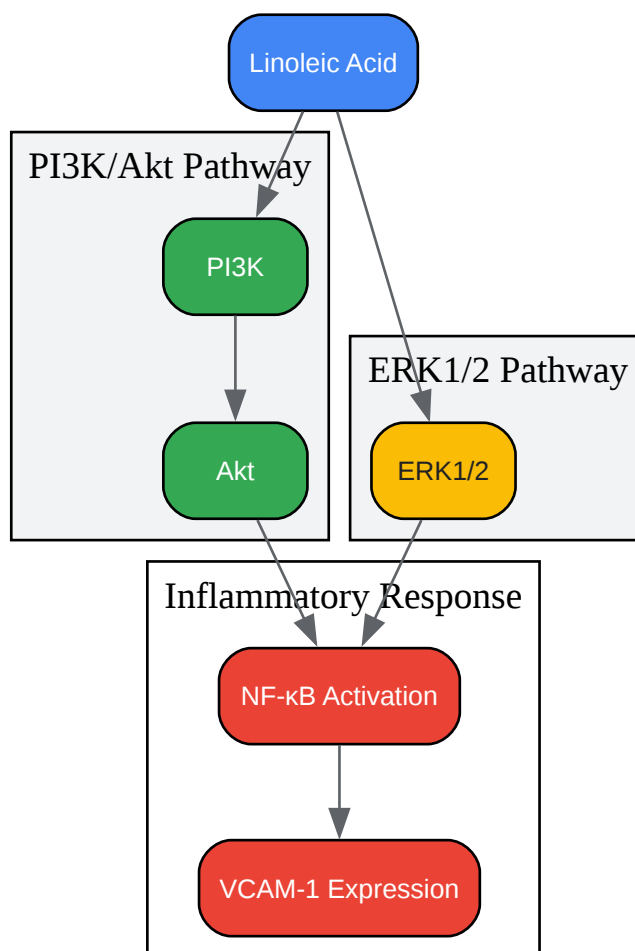 Linoleic Acid
PI3K/Akt Pathway
PI3K
ERK1/2 Pathway
Akt
ERK1/2
Inflammatory Response
NF-κB Activation
VCAM-1 Expression